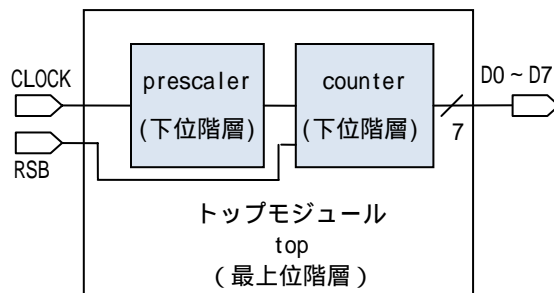 CLOCK
RSB
prescaler
(下位階層)
counter
(下位階層)
7
D0 ~ D7
トップモジュール
top
(最上位階層)